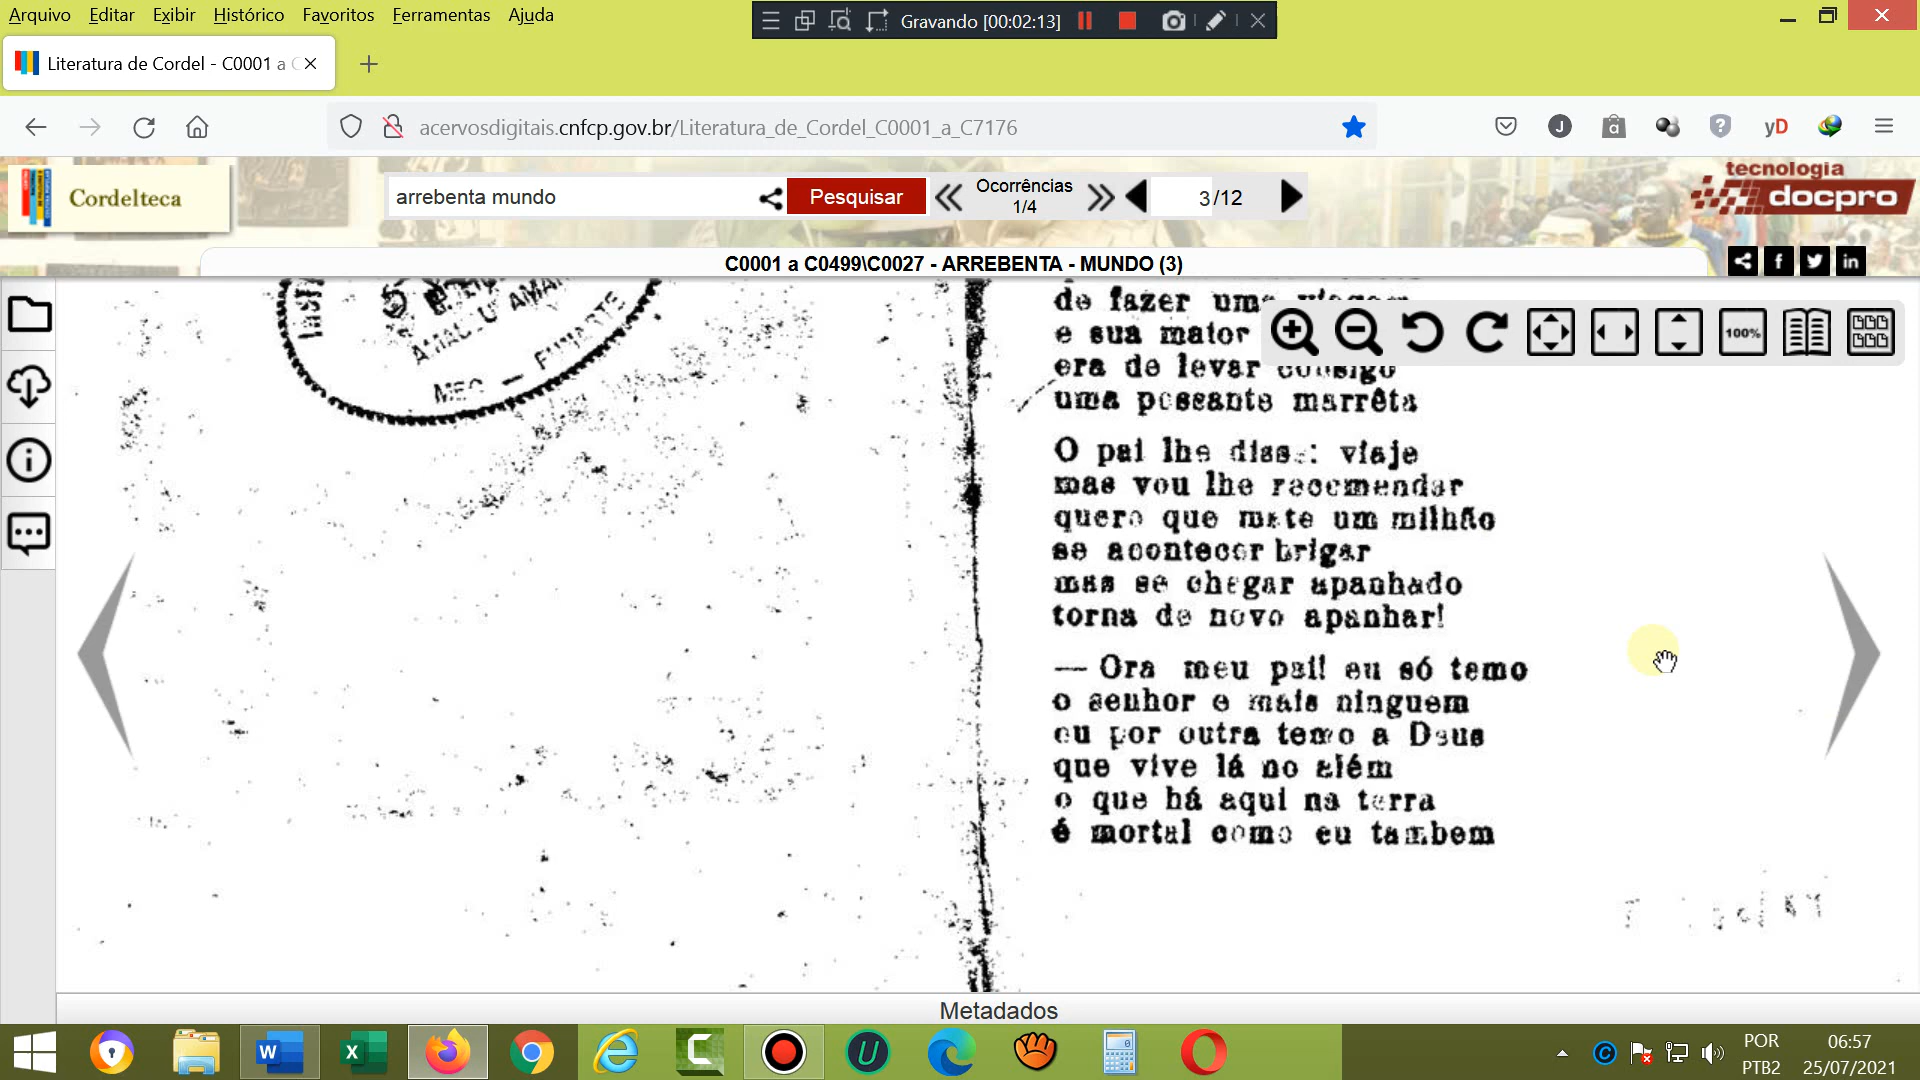 Arquivo Editar Exibir Histórico Favoritos Ferramentas Ajuda
Gravando [00:02:13]
Literatura de Cordel - C0001 a C
acervosdigitais.cnfcp.gov.br/Literatura_de_Cordel_C0001_a_C7176
Cordelteca
arrebenta mundo
Pesquisar
Ocorrências
1/4
3 /12
tecnologia
docpro
C0001 a C0499\C0027 - ARREBENTA - MUNDO (3)
MEC — FUNARTE
100%
de fazer uma viagem
e sua maior
era de levar consigo
uma possante marrêta
O pai lhe disse: viaje
mas vou lhe recomendar
quero que mate um milhão
se acontecer brigar
mas se chegar apanhado
torna de novo apanhar!
— Ora meu pai! eu só temo
o senhor e mais ninguem
eu por outra temo a Deus
que vive lá no além
o que há aqui na terra
é mortal como eu tambem
Metadados
POR
PTB2
06:57
25/07/2021